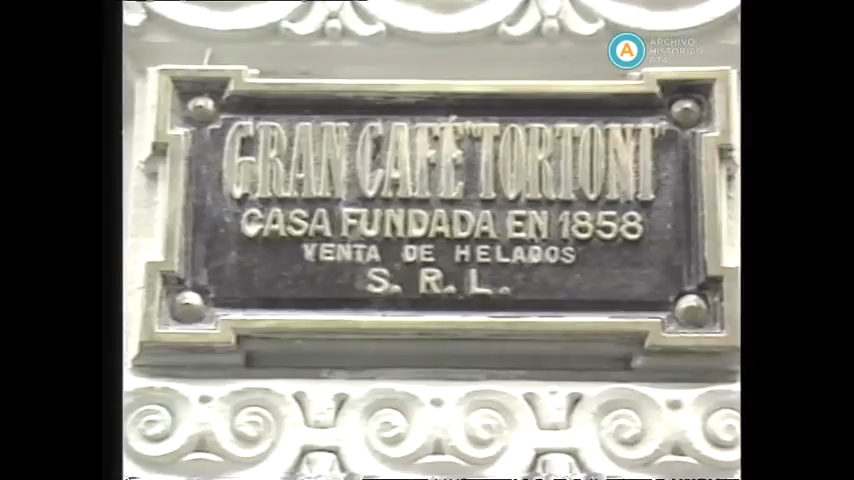 A
ARCHIVO
HISTÓRICO
RTA
GRAN CAFÉ "TORTONI"
CASA FUNDADA EN 1858
VENTA DE HELADOS
S. R. L.